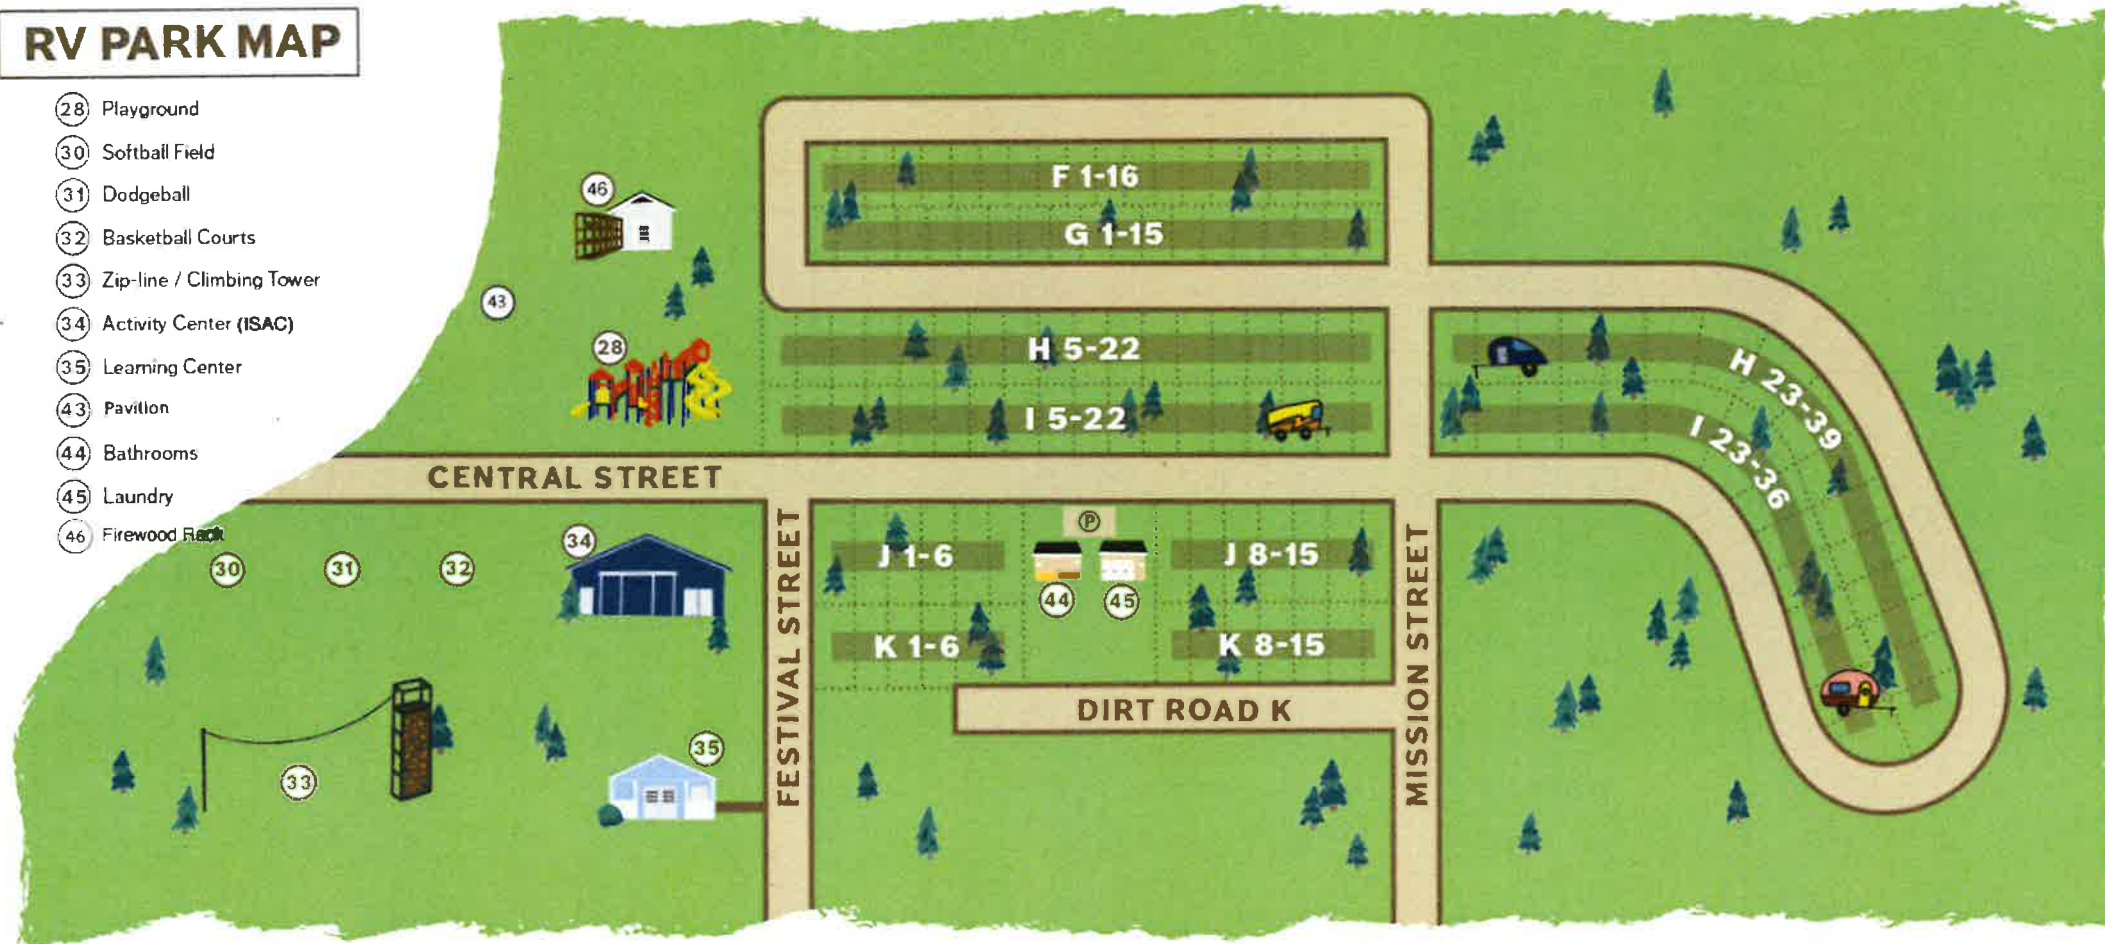 RV PARK MAP
28 Playground
30 Softball Field
31 Dodgeball
32 Basketball Courts
33 Zip-line / Climbing Tower
34 Activity Center (ISAC)
35 Learning Center
43 Pavilion
44 Bathrooms
45 Laundry
46 Firewood Rack
F 1-16
46
G 1-15
43
28
H 5-22
H 23-39
I 5-22
I 23-36
CENTRAL STREET
P
34
J 1-6
J 8-15
30
31
32
44
45
K 1-6
K 8-15
FESTIVAL STREET
MISSION STREET
DIRT ROAD K
35
33